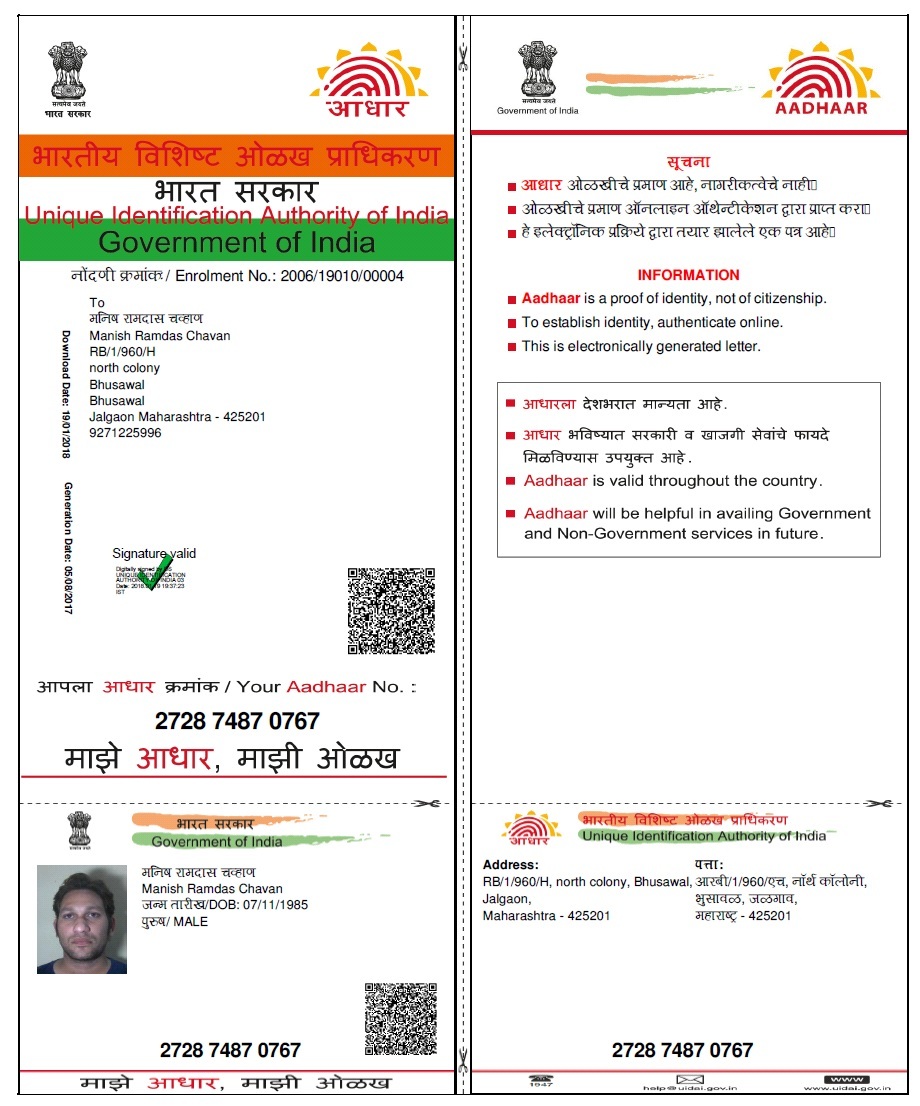 सत्यमेव जयते
भारत सरकार
आधार
भारतीय विशिष्ट ओळख प्राधिकरण
भारत सरकार
Unique Identification Authority of India
Government of India
नोंदणी क्रमांक / Enrolment No.: 2006/19010/00004
To
मनिष रामदास चव्हाण
Manish Ramdas Chavan
RB/1/960/H
north colony
Bhusawal
Bhusawal
Jalgaon Maharashtra - 425201
9271225996
Download Date: 19/01/2018
Generation Date: 05/08/2017
Signature valid
Digitally signed by DS
UNIQUE IDENTIFICATION
AUTHORITY OF INDIA 03
19:37:23
IST
आपला आधार क्रमांक / Your Aadhaar No. :
2728 7487 0767
माझे आधार, माझी ओळख
भारत सरकार
Government of India
मनिष रामदास चव्हाण
Manish Ramdas Chavan
जन्म तारीख/DOB: 07/11/1985
पुरुष/ MALE
2728 7487 0767
माझे आधार, माझी ओळख
सत्यमेव जयते
Government of India
AADHAAR
सूचना
आधार ओळखीचे प्रमाण आहे, नागरीकत्वेचे नाही
ओळखीचे प्रमाण ऑनलाइन ऑथेन्टीकेशन द्वारा प्राप्त करा
हे इलेक्ट्रॉनिक प्रक्रिये द्वारा तयार झालेले एक पत्र आहे
INFORMATION
Aadhaar is a proof of identity, not of citizenship.
To establish identity, authenticate online.
This is electronically generated letter.
आधारला देशभरात मान्यता आहे.
आधार भविष्यात सरकारी व खाजगी सेवांचे फायदे
मिळविण्यास उपयुक्त आहे.
Aadhaar is valid throughout the country.
Aadhaar will be helpful in availing Government
and Non-Government services in future.
आधार
भारतीय विशिष्ट ओळख प्राधिकरण
Unique Identification Authority of India
Address:
RB/1/960/H, north colony, Bhusawal,
Jalgaon,
Maharashtra - 425201
पत्ता:
आरबी/1/960/एच, नॉर्थ कॉलोनी,
भुसावळ, जळगाव,
महाराष्ट्र - 425201
2728 7487 0767
1947
help@uidai.gov.in
www
www.uidai.gov.in